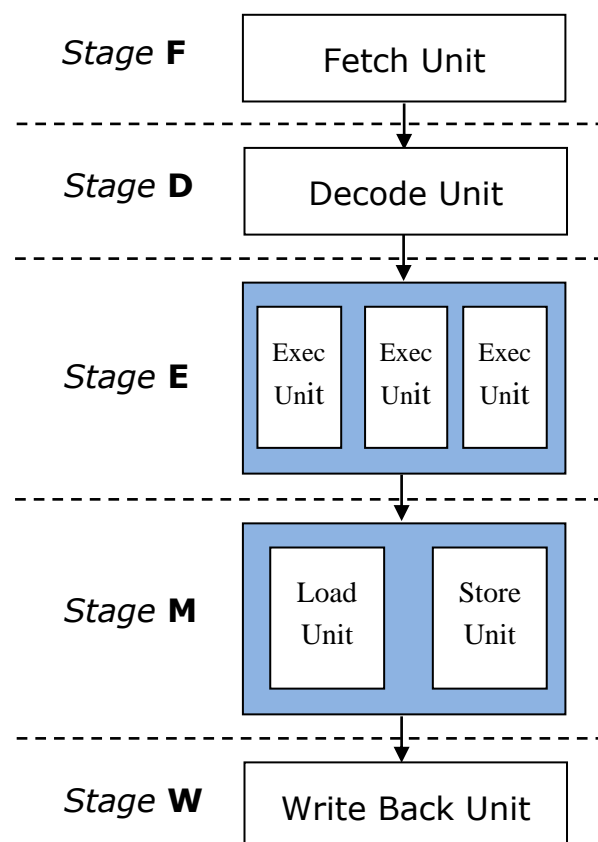 Stage F
Fetch Unit
Stage D
Decode Unit
Stage E
Exec Exec Exec
Unit Unit Unit
Stage M
Load Store
Unit Unit
Stage W
Write Back Unit